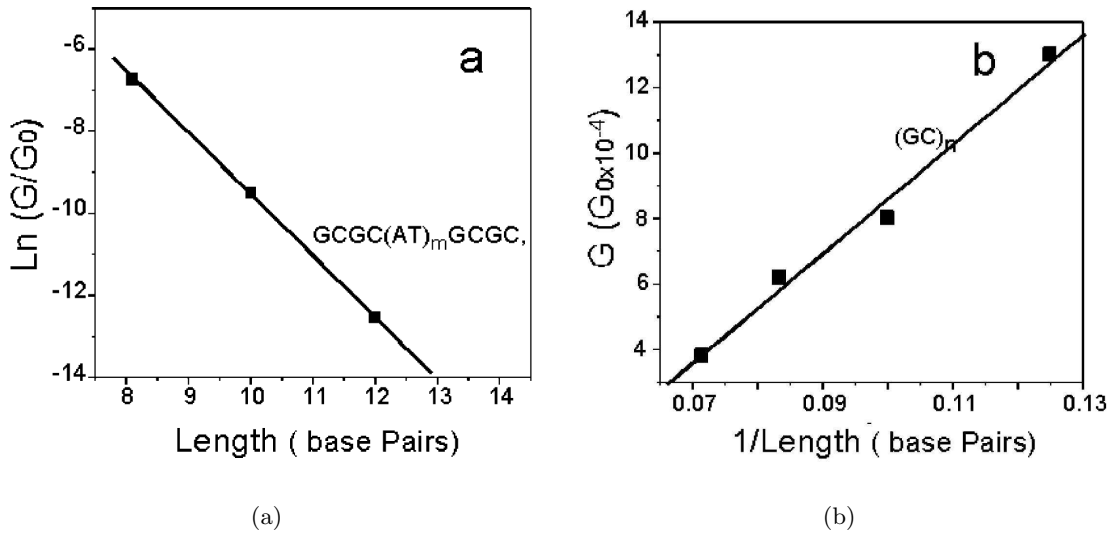 a
Ln (G/G0)
-6
-8
-10
-12
-14
GCGC(AT)mGCGC,
8 9 10 11 12 13 14
Length ( base Pairs)
(a)
b
G (G0x10-4)
14
12
10
8
6
4
(GC)n
0.07 0.09 0.11 0.13
1/Length ( base Pairs)
(b)